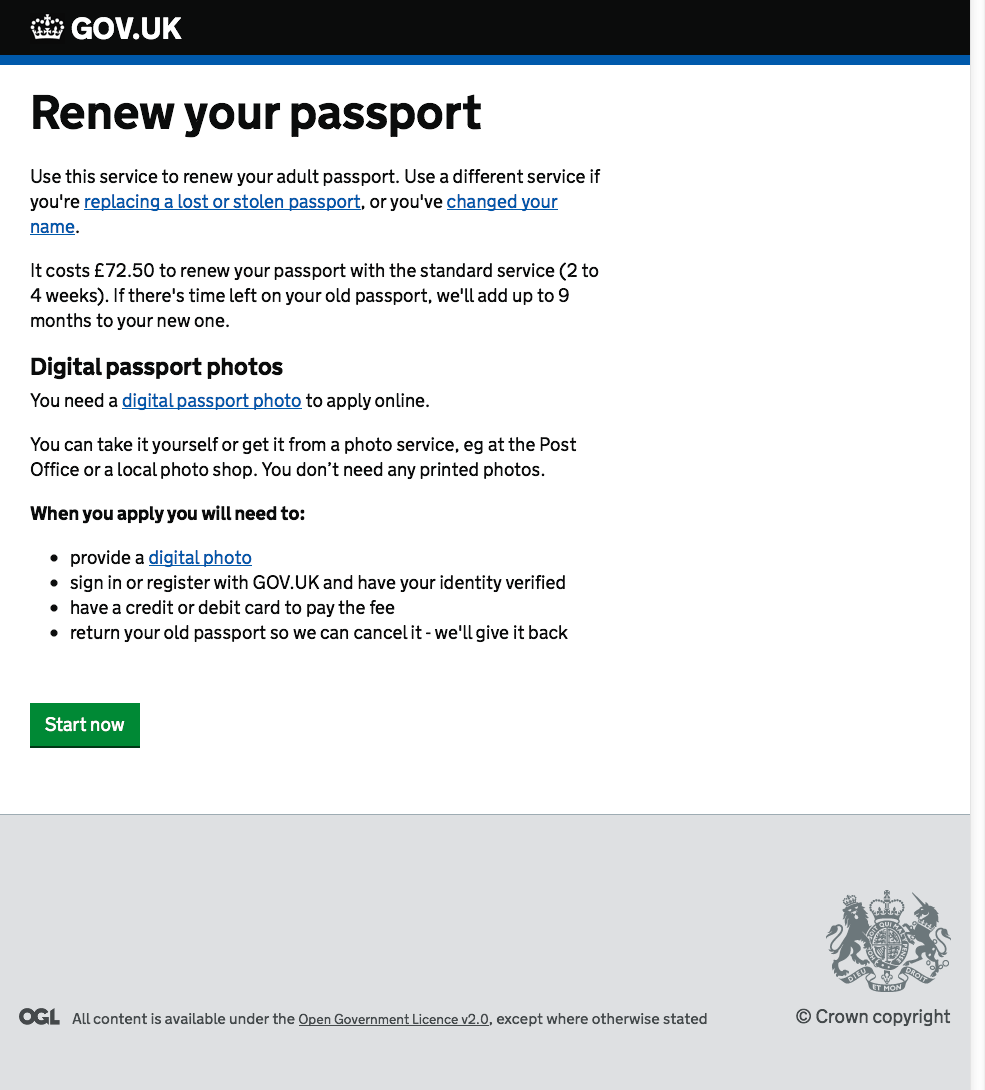 GOV.UK
Renew your passport
Use this service to renew your adult passport. Use a different service if
you're replacing a lost or stolen passport, or you've changed your
name.
It costs £72.50 to renew your passport with the standard service (2 to
4 weeks). If there's time left on your old passport, we'll add up to 9
months to your new one.
Digital passport photos
You need a digital passport photo to apply online.
You can take it yourself or get it from a photo service, eg at the Post
Office or a local photo shop. You don’t need any printed photos.
When you apply you will need to:
• provide a digital photo
• sign in or register with GOV.UK and have your identity verified
• have a credit or debit card to pay the fee
• return your old passport so we can cancel it - we'll give it back
Start now
DIEU ET MON DROIT
OGL All content is available under the Open Government Licence v2.0, except where otherwise stated
© Crown copyright